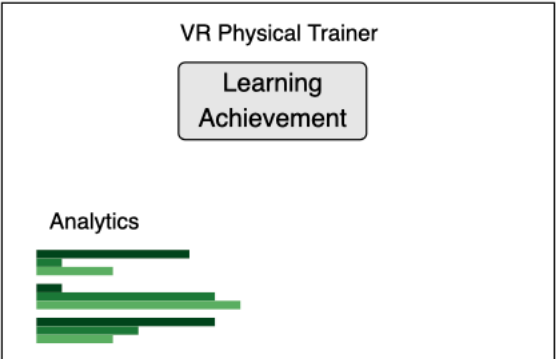 VR Physical Trainer
Learning
Achievement
Analytics